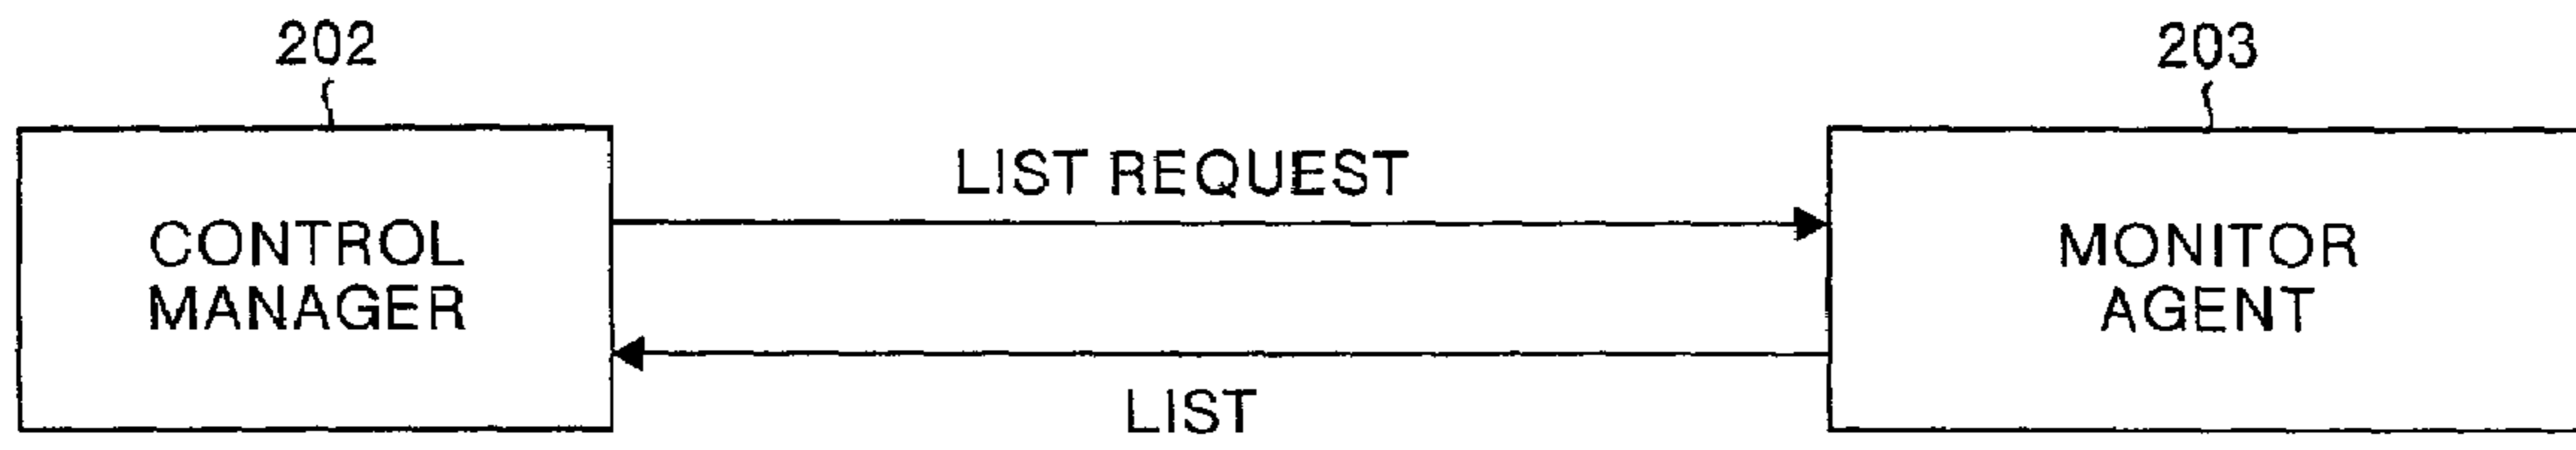 202
203
LIST REQUEST
CONTROL
MANAGER
MONITOR
AGENT
LIST